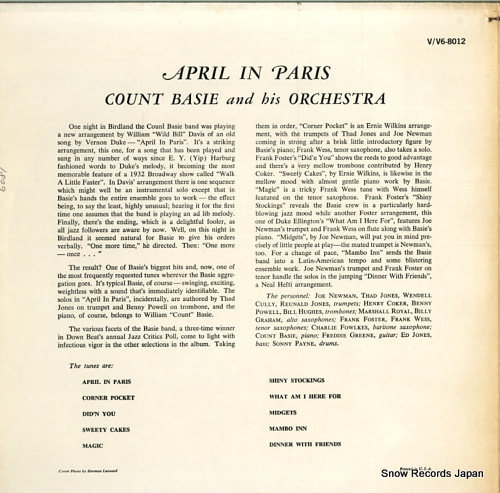 V/V6-8012
APRIL IN PARIS
COUNT BASIE and his ORCHESTRA
One night in Birdland the Count Basie band was playing
a new arrangement by William "Wild Bill" Davis of an old
song by Vernon Duke — "April In Paris". It's a striking
arrangement, this one, for a song that has been played and
sung in any number of ways since E. Y. (Yip) Harburg
fashioned words to Duke's melody, it becoming the most
memorable feature of a 1932 Broadway show called "Walk
A Little Faster". In Davis' arrangement there is one sequence
which might well be an instrumental solo except that in
Basie's hands the entire ensemble goes to work — the effect
being, to say the least, highly unusual; hearing it for the first
time one assumes that the band is playing an ad lib melody.
Finally, there's the ending, which is a delightful fooler, as
all jazz followers are aware by now. Well, on this night in
Birdland it seemed natural for Basie to give his orders
verbally. "One more time," he directed. Then: "One more
— once . . ."
The result? One of Basie's biggest hits and, now, one of
the most frequently requested tunes wherever the Basie aggre-
gation goes. It's typical Basie, of course — swinging, exciting,
weightless with a sound that's immediately identifiable. The
solos in "April In Paris", incidentally, are authored by Thad
Jones on trumpet and Benny Powell on trombone, and the
piano, of course, belongs to William "Count" Basie.
The various facets of the Basie band, a three-time winner
in Down Beat's annual Jazz Critics Poll, come to light with
infectious vigor in the other selections in the album. Taking
them in order, "Corner Pocket" is an Ernie Wilkins arrange-
ment, with the trumpets of Thad Jones and Joe Newman
coming in strong after a brisk little introductory figure by
Basie's piano; Frank Wess, tenor saxophone, also takes a solo.
Frank Foster's "Did'n You" shows the reeds to good advantage
and there's a very mellow trombone contributed by Henry
Coker. "Sweety Cakes", by Ernie Wilkins, is likewise in the
mellow mood with almost gentle piano work by Basie.
"Magic" is a tricky Frank Wess tune with Wess himself
featured on the tenor saxophone. Frank Foster's "Shiny
Stockings" reveals the Basie crew in a particularly hard-
blowing jazz mood while another Foster arrangement, this
one of Duke Ellington's "What Am I Here For", features Joe
Newman's trumpet and Frank Wess on flute along with Basie's
piano. "Midgets", by Joe Newman, will put you in mind pre-
cisely of little people at play—the muted trumpet is Newman's,
too. For a change of pace, "Mambo Inn" sends the Basie
band into a Latin-American tempo and some blistering
ensemble work. Joe Newman's trumpet and Frank Foster on
tenor handle the solos in the jumping "Dinner With Friends",
a Neal Hefti arrangement.
The personnel: JOE NEWMAN, THAD JONES, WENDELL
CULLY, REUNALD JONES, trumpets; HENRY COKER, BENNY
POWELL, BILL HUGHES, trombones; MARSHALL ROYAL, BILLY
GRAHAM, alto saxophones; FRANK FOSTER, FRANK WESS,
tenor saxophones; CHARLIE FOWLKES, baritone saxophone;
COUNT BASIE, piano; FREDDIE GREENE, guitar; ED JONES,
bass; SONNY PAYNE, drums.
The tunes are:
APRIL IN PARIS
CORNER POCKET
DID'N YOU
SWEETY CAKES
MAGIC
SHINY STOCKINGS
WHAT AM I HERE FOR
MIDGETS
MAMBO INN
DINNER WITH FRIENDS
Cover Photo by Herman Leonard
Printed in U.S.A.
Snow Records Japan